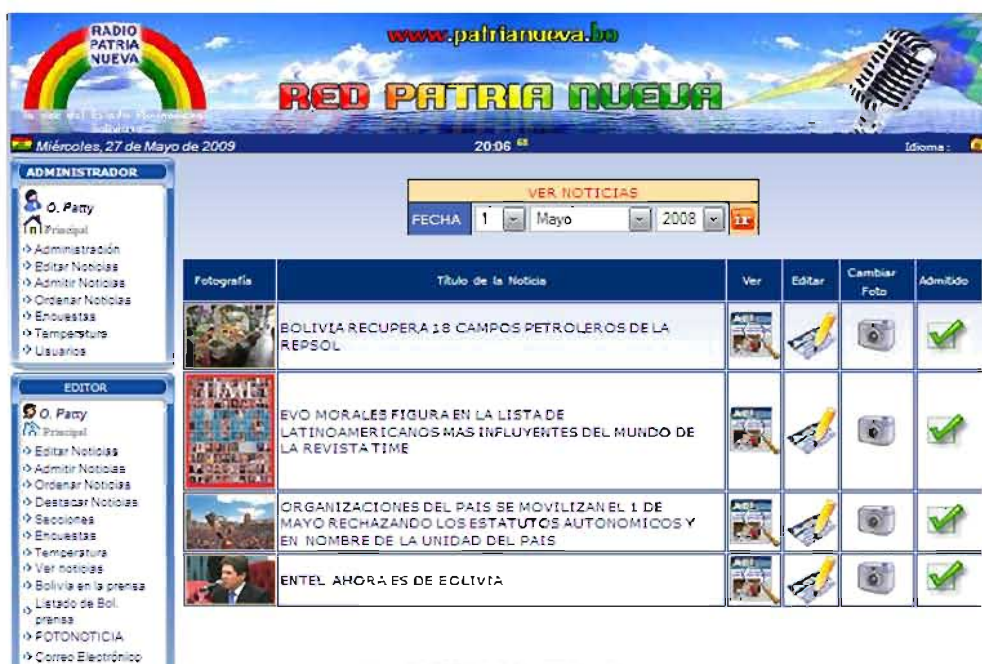 RADIO
PATRIA
NUEVA
www.patrianueva.bo
RED PATRIA NUEVA
Miércoles, 27 de Mayo de 2009
20:06
Idioma :
ADMINISTRADOR
O. Patty
Principal
Administración
Editar Noticias
Admitir Noticias
Ordenar Noticias
Encuestas
Temperatura
Usuarios
EDITOR
O. Patty
Principal
Editar Noticias
Admitir Noticias
Ordenar Noticias
Destacar Noticias
Secciones
Encuestas
Temperatura
Ver noticias
Bolivia en la prensa
Listado de Bol.
prensa
FOTONOTICIA
Correo Electrónico
VER NOTICIAS
FECHA 1 Mayo 2008 ir
Fotografía Título de la Noticia Ver Editar Cambiar Foto Admitido
BOLIVIA RECUPERA 18 CAMPOS PETROLEROS DE LA
REPSOL
TIME
EVO MORALES FIGURA EN LA LISTA DE
LATINOAMERICANOS MAS INFLUYENTES DEL MUNDO DE
LA REVISTA TIME
ORGANIZACIONES DEL PAIS SE MOVILIZAN EL 1 DE
MAYO RECHAZANDO LOS ESTATUTOS AUTONOMICOS Y
EN NOMBRE DE LA UNIDAD DEL PAIS
ENTEL AHORA ES DE BOLIVIA